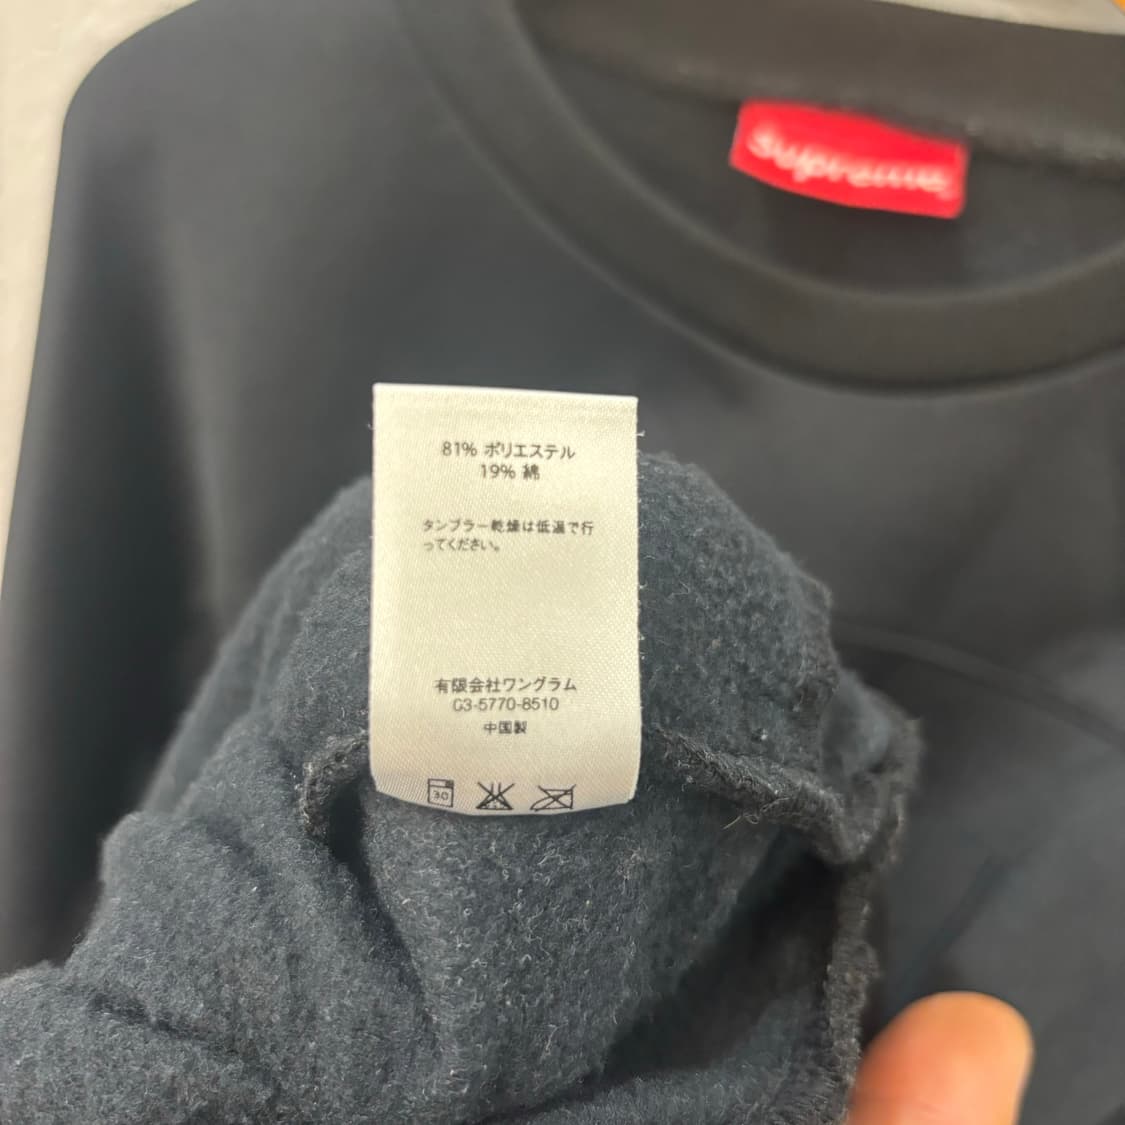 Supreme
81% ポリエステル
19% 綿
タンブラー乾燥は低温で行
ってください。
有限会社ワングラム
03-5770-8510
中国製
30